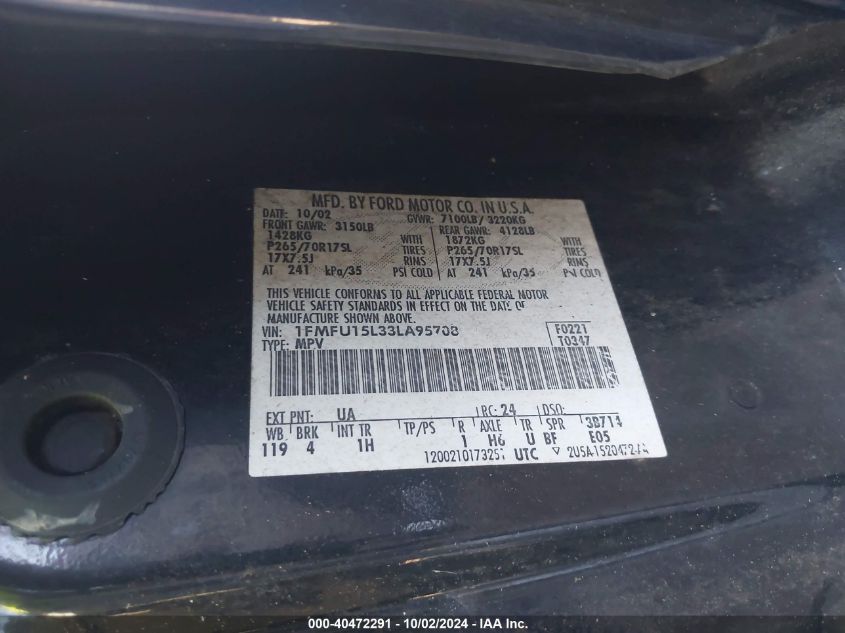 MFD. BY FORD MOTOR CO. IN U.S.A.
DATE: 10/02 GVWR: 7100LB/ 3220KG
FRONT GAWR: 3150LB REAR GAWR: 4128LB
1428KG WITH 1872KG WITH
P265/70R17SL TIRES P265/70R17SL TIRES
17X7.5J RIMS 17X7.5J RIMS
AT 241 kPa/35 PSI COLD AT 241 kPa/35 PSI COLD
THIS VEHICLE CONFORMS TO ALL APPLICABLE FEDERAL MOTOR
VEHICLE SAFETY STANDARDS IN EFFECT ON THE DATE OF
MANUFACTURE SHOWN ABOVE.
VIN: 1FMFU15L33LA95708 F0221
TYPE: MPV T0347
EXT PNT: UA RC: 24 DSO:
WB BRK INT TR TP/PS R AXLE TR SPR 3B714
119 4 1H 1 H6 U BF E05
UTC
000-40472291 - 10/02/2024 - IAA Inc.